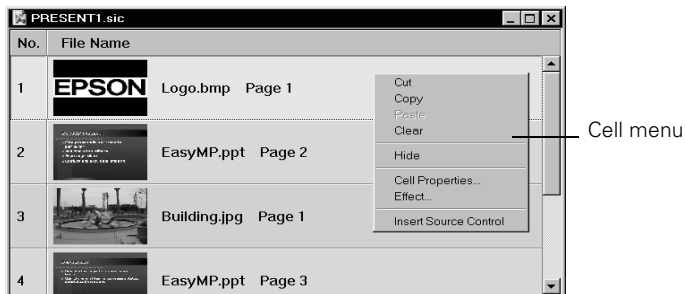 PRESENT1.sic
No. File Name
1 EPSON Logo.bmp Page 1
2 EasyMP.ppt Page 2
3 Building.jpg Page 1
4 EasyMP.ppt Page 3
Cut
Copy
Paste
Clear
Hide
Cell Properties...
Effect...
Insert Source Control
Cell menu